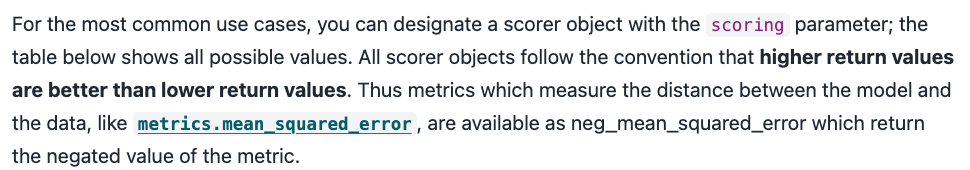 For the most common use cases, you can designate a scorer object with the scoring parameter; the
table below shows all possible values. All scorer objects follow the convention that higher return values
are better than lower return values. Thus metrics which measure the distance between the model and
the data, like metrics.mean_squared_error , are available as neg_mean_squared_error which return
the negated value of the metric.